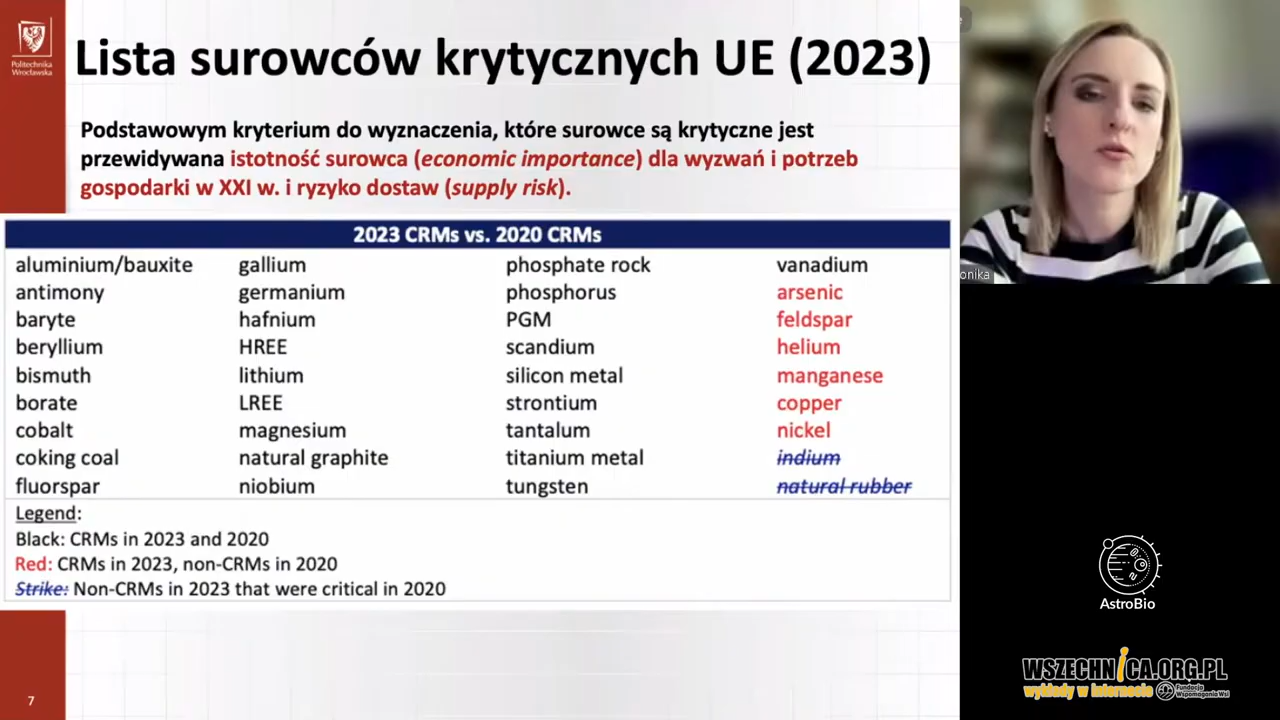 Politechnika
Wrocławska
Lista surowców krytycznych UE (2023)
Podstawowym kryterium do wyznaczenia, które surowce są krytyczne jest
przewidywana istotność surowca (economic importance) dla wyzwań i potrzeb
gospodarki w XXI w. i ryzyko dostaw (supply risk).
2023 CRMs vs. 2020 CRMs
aluminium/bauxite gallium phosphate rock vanadium
antimony germanium phosphorus arsenic
baryte hafnium PGM feldspar
beryllium HREE scandium helium
bismuth lithium silicon metal manganese
borate LREE strontium copper
cobalt magnesium tantalum nickel
coking coal natural graphite titanium metal indium
fluorspar niobium tungsten natural rubber
Legend:
Black: CRMs in 2023 and 2020
Red: CRMs in 2023, non-CRMs in 2020
Strike: Non-CRMs in 2023 that were critical in 2020
7
onika
AstroBio
WSZECHNICA.ORG.PL
wykłady w internecie
Fundacja
Wspomagania Wsi